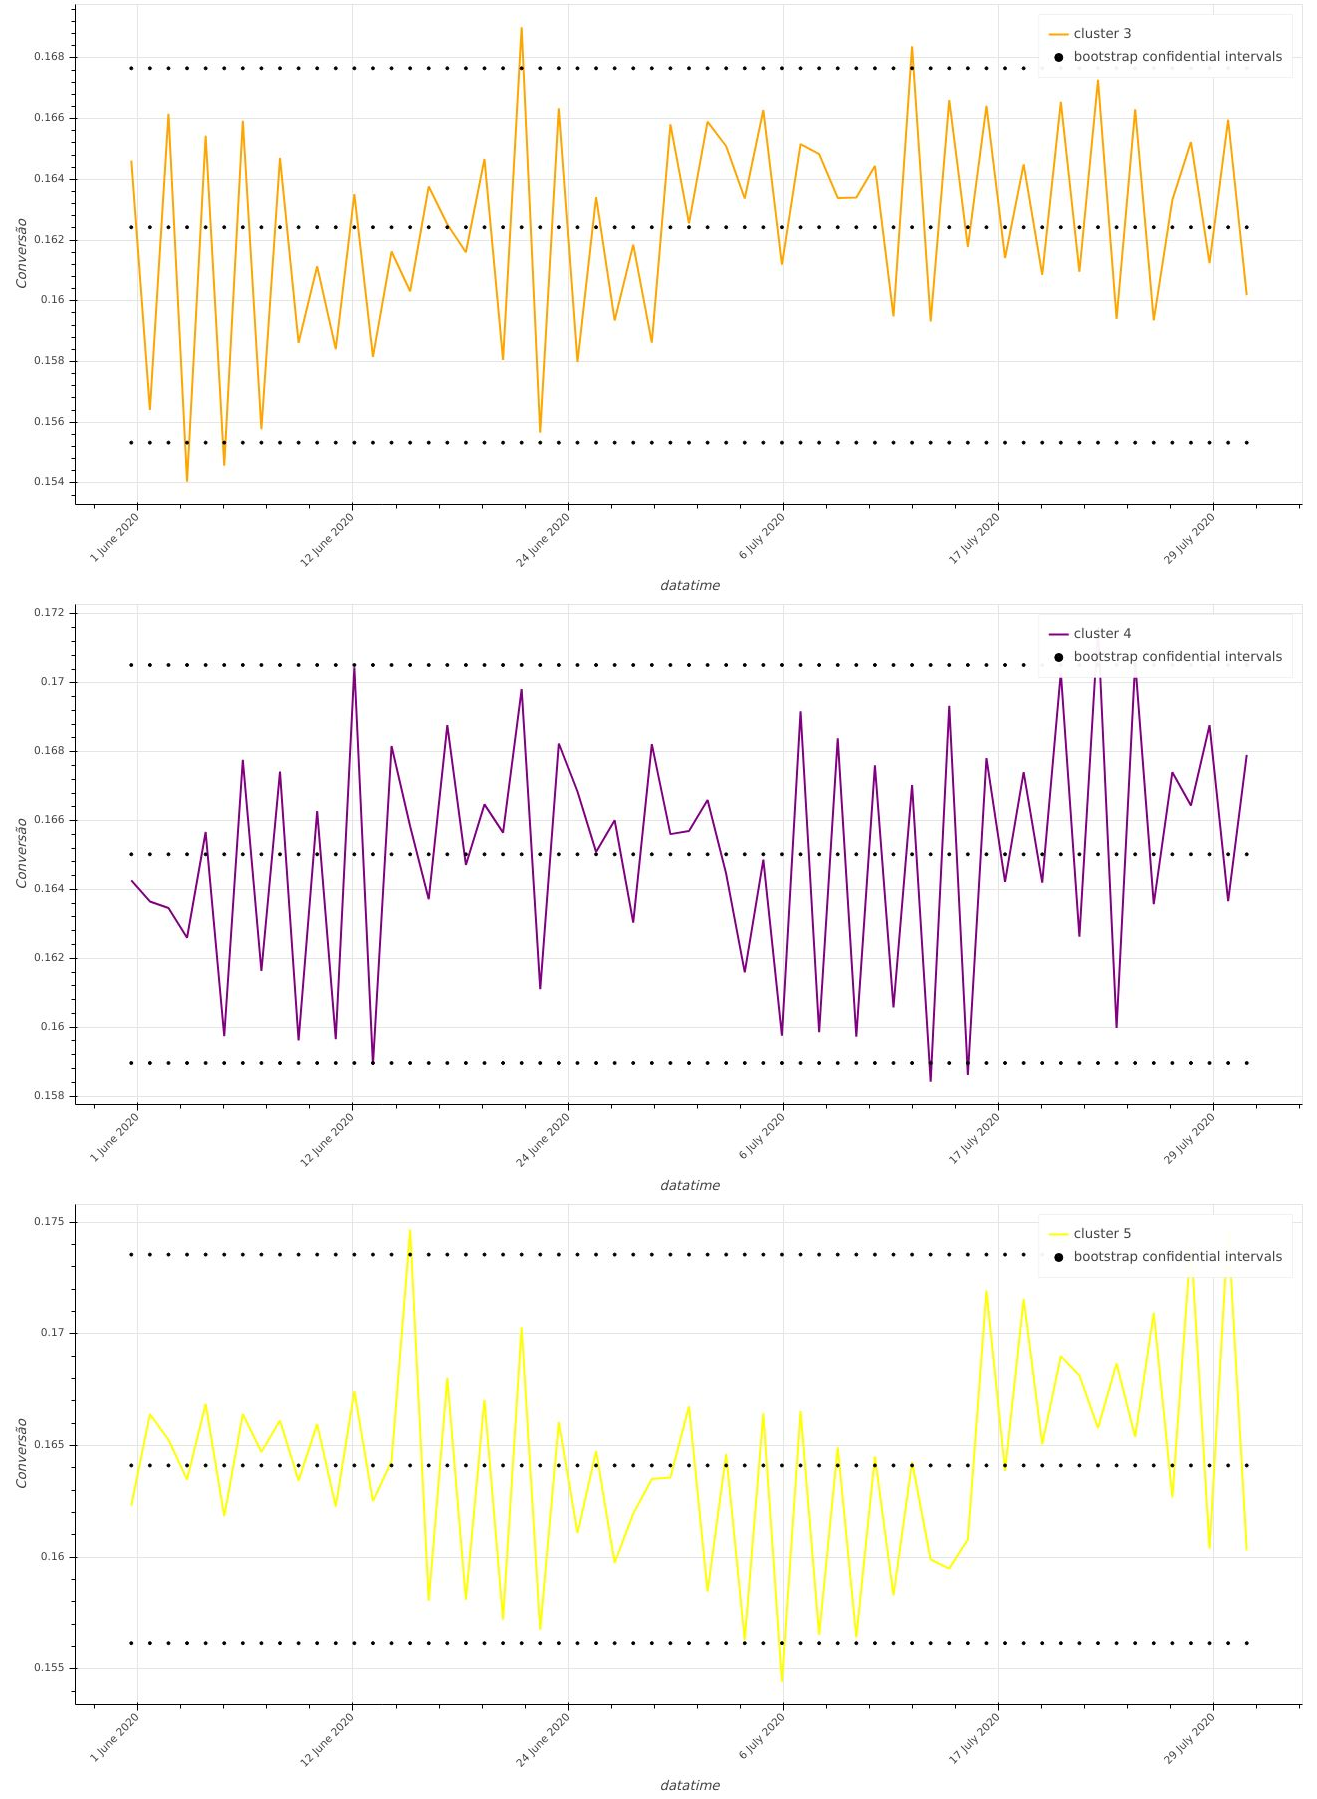 cluster 3
bootstrap confidential intervals
0.168
0.166
0.164
0.162
0.16
0.158
0.156
0.154
Conversão
1 June 2020
12 June 2020
24 June 2020
6 July 2020
17 July 2020
29 July 2020
datatime
cluster 4
bootstrap confidential intervals
0.172
0.17
0.168
0.166
0.164
0.162
0.16
0.158
Conversão
1 June 2020
12 June 2020
24 June 2020
6 July 2020
17 July 2020
29 July 2020
datatime
cluster 5
bootstrap confidential intervals
0.175
0.17
0.165
0.16
0.155
Conversão
1 June 2020
12 June 2020
24 June 2020
6 July 2020
17 July 2020
29 July 2020
datatime